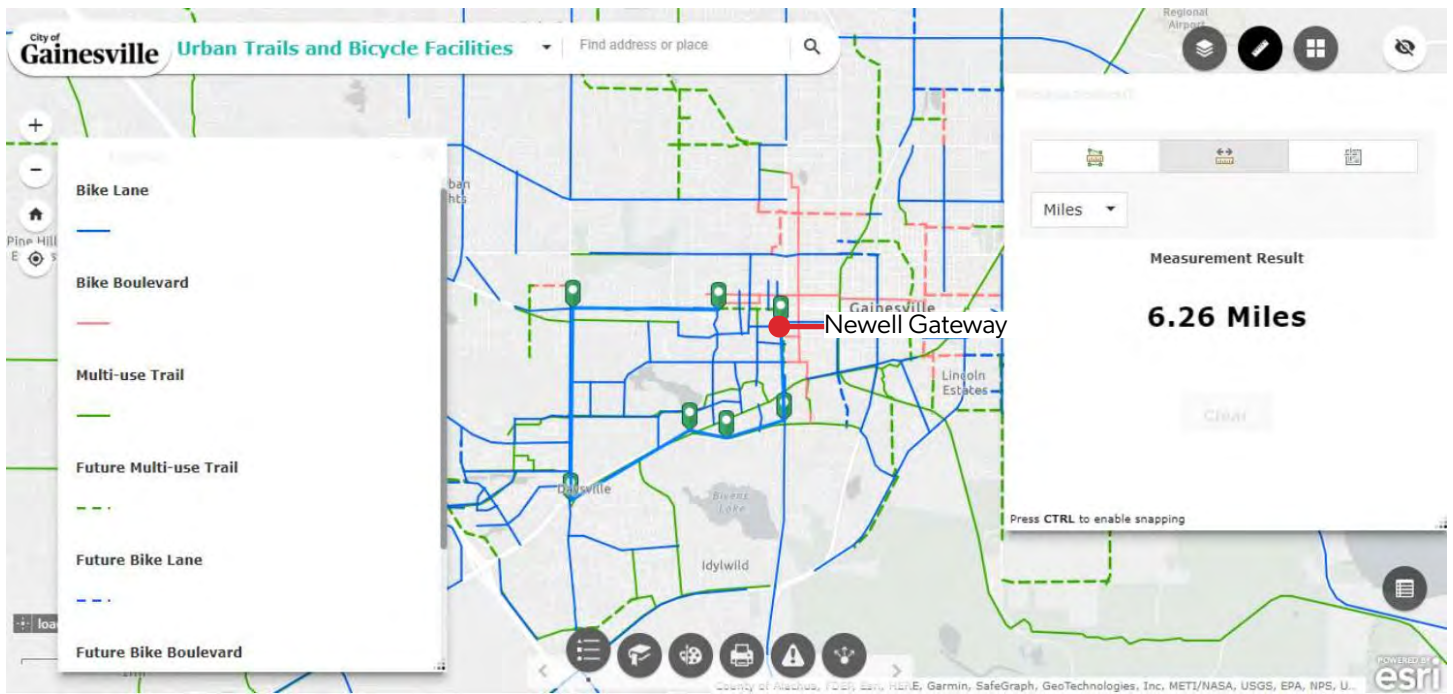 City of
Gainesville
Urban Trails and Bicycle Facilities
Find address or place
Regional
Airport
Bike Lane
Bike Boulevard
Multi-use Trail
Future Multi-use Trail
Future Bike Lane
Future Bike Boulevard
Pine Hill
Gainesville
Newell Gateway
Lincoln
Estates
Daysville
Bivens
Lake
Idylwild
Miles
Measurement Result
6.26 Miles
Clear
Press CTRL to enable snapping
County of Alachua, FDEP, Esri, HERE, Garmin, SafeGraph, GeoTechnologies, Inc, METI/NASA, USGS, EPA, NPS, U...
POWERED BY
esri